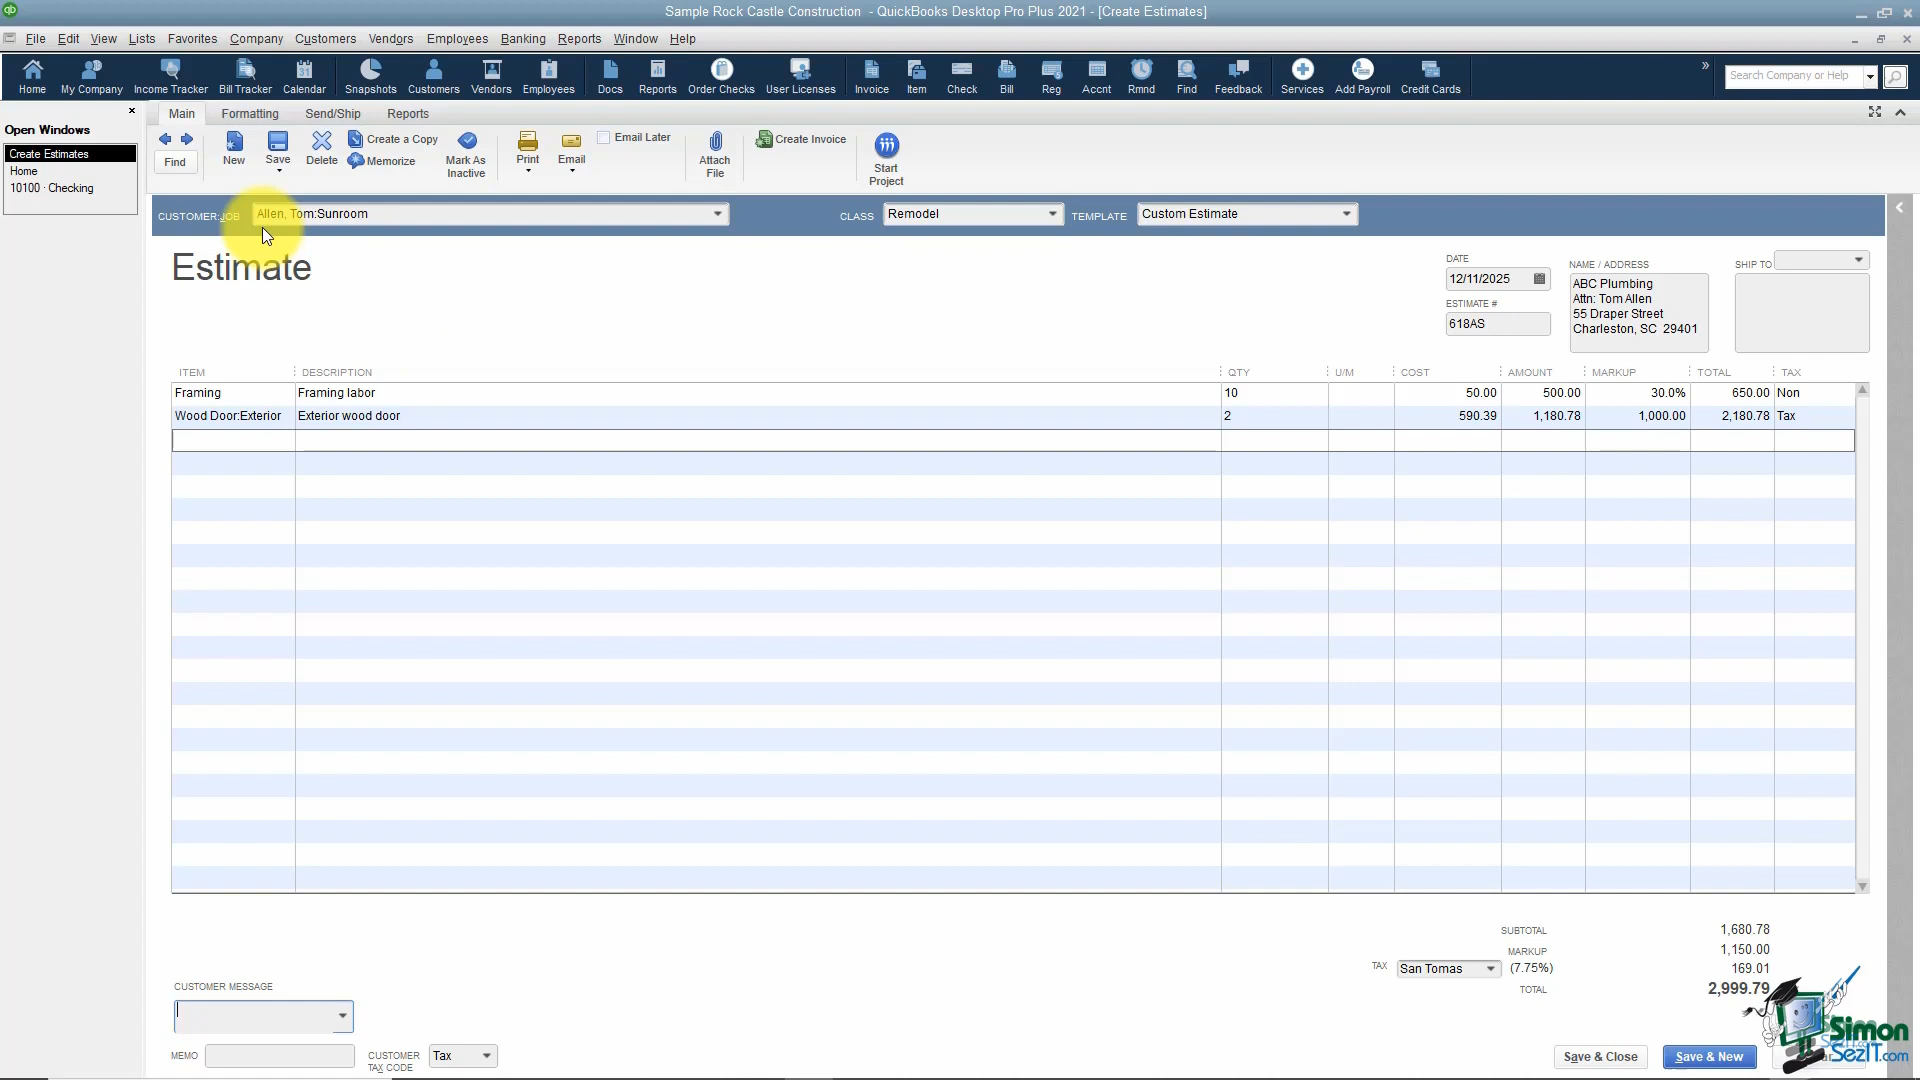 qb
Sample Rock Castle Construction - QuickBooks Desktop Pro Plus 2021 - [Create Estimates]
File Edit View Lists Favorites Company Customers Vendors Employees Banking Reports Window Help
Home My Company Income Tracker Bill Tracker Calendar Snapshots Customers Vendors Employees Docs Reports Order Checks User Licenses Invoice Item Check Bill Reg Accnt Rmnd Find Feedback Services Add Payroll Credit Cards » Search Company or Help
Open Windows
Create Estimates
Home
10100 · Checking
Main Formatting Send/Ship Reports
Find
New
Save
Delete
Create a Copy
Memorize
Mark As
Inactive
Print
Email
Email Later
Attach
File
Create Invoice
Start
Project
CUSTOMER:JOB Allen, Tom:Sunroom CLASS Remodel TEMPLATE Custom Estimate
Estimate
DATE
12/11/2025
ESTIMATE #
618AS
NAME / ADDRESS
ABC Plumbing
Attn: Tom Allen
55 Draper Street
Charleston, SC 29401
SHIP TO
ITEM DESCRIPTION QTY U/M COST AMOUNT MARKUP TOTAL TAX
Framing Framing labor 10 50.00 500.00 30.0% 650.00 Non
Wood Door:Exterior Exterior wood door 2 590.39 1,180.78 1,000.00 2,180.78 Tax
SUBTOTAL 1,680.78
MARKUP 1,150.00
TAX San Tomas (7.75%) 169.01
TOTAL 2,999.79
CUSTOMER MESSAGE
MEMO
CUSTOMER
TAX CODE
Tax
Save & Close
Save & New
Simon
SezIT.com